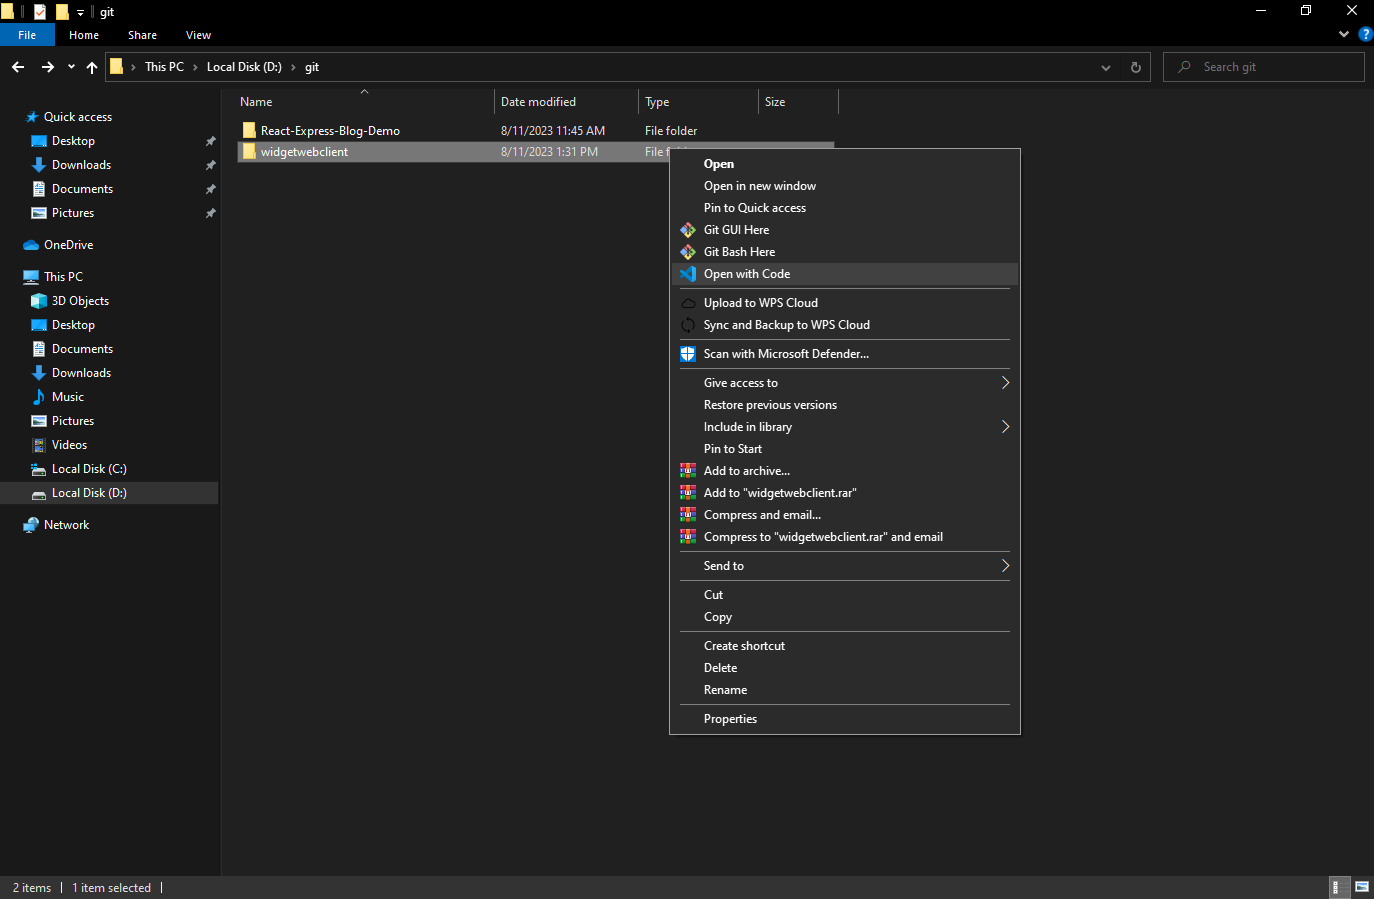 git
File Home Share View
This PC Local Disk (D:) git
Search git
Name Date modified Type Size
React-Express-Blog-Demo 8/11/2023 11:45 AM File folder
widgetwebclient 8/11/2023 1:31 PM File
Quick access
Desktop
Downloads
Documents
Pictures
OneDrive
This PC
3D Objects
Desktop
Documents
Downloads
Music
Pictures
Videos
Local Disk (C:)
Local Disk (D:)
Network
Open
Open in new window
Pin to Quick access
Git GUI Here
Git Bash Here
Open with Code
Upload to WPS Cloud
Sync and Backup to WPS Cloud
Scan with Microsoft Defender...
Give access to
Restore previous versions
Include in library
Pin to Start
Add to archive...
Add to "widgetwebclient.rar"
Compress and email...
Compress to "widgetwebclient.rar" and email
Send to
Cut
Copy
Create shortcut
Delete
Rename
Properties
2 items 1 item selected